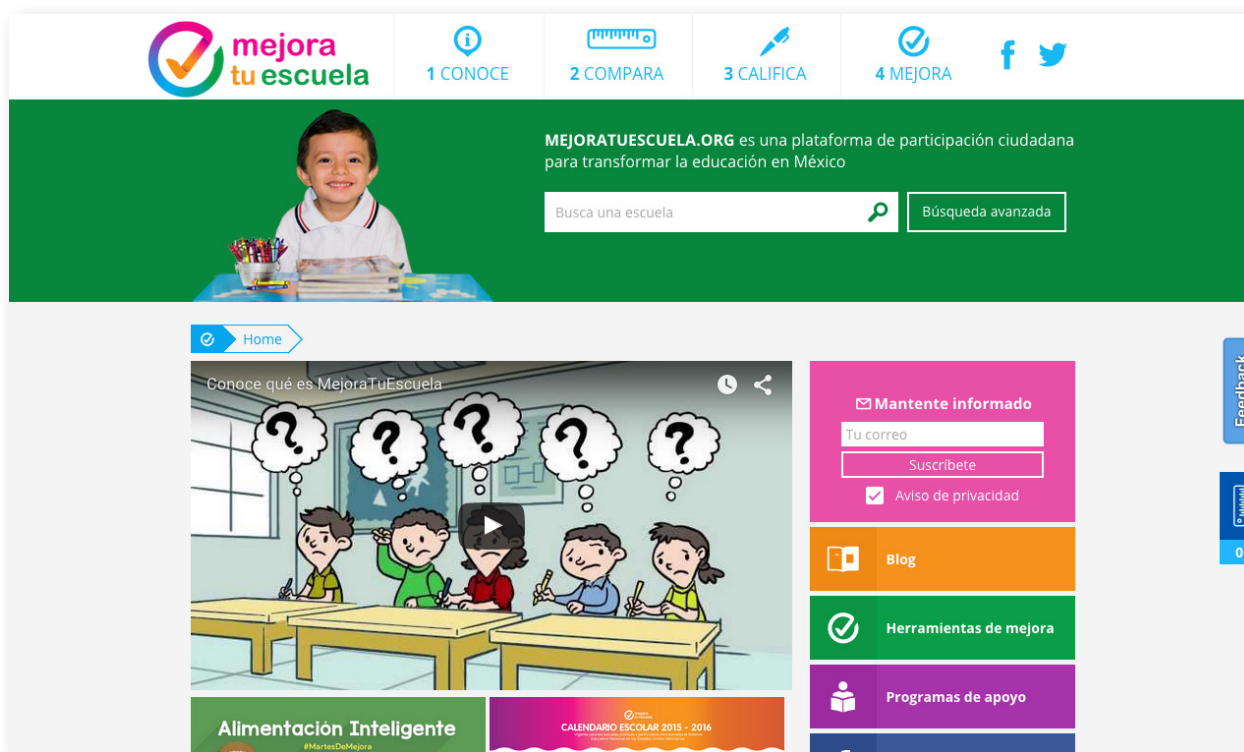 mejora
tu escuela
1 CONOCE
2 COMPARA
3 CALIFICA
4 MEJORA
MEJORATUESCUELA.ORG es una plataforma de participación ciudadana
para transformar la educación en México
Busca una escuela
Búsqueda avanzada
Home
Conoce qué es MejoraTuEscuela
? ? ? ? ?
Mantente informado
Tu correo
Suscríbete
Aviso de privacidad
Blog
Herramientas de mejora
Programas de apoyo
Alimentación Inteligente
#MartesDeMejora
CALENDARIO ESCOLAR 2015 - 2016
Feedback
0